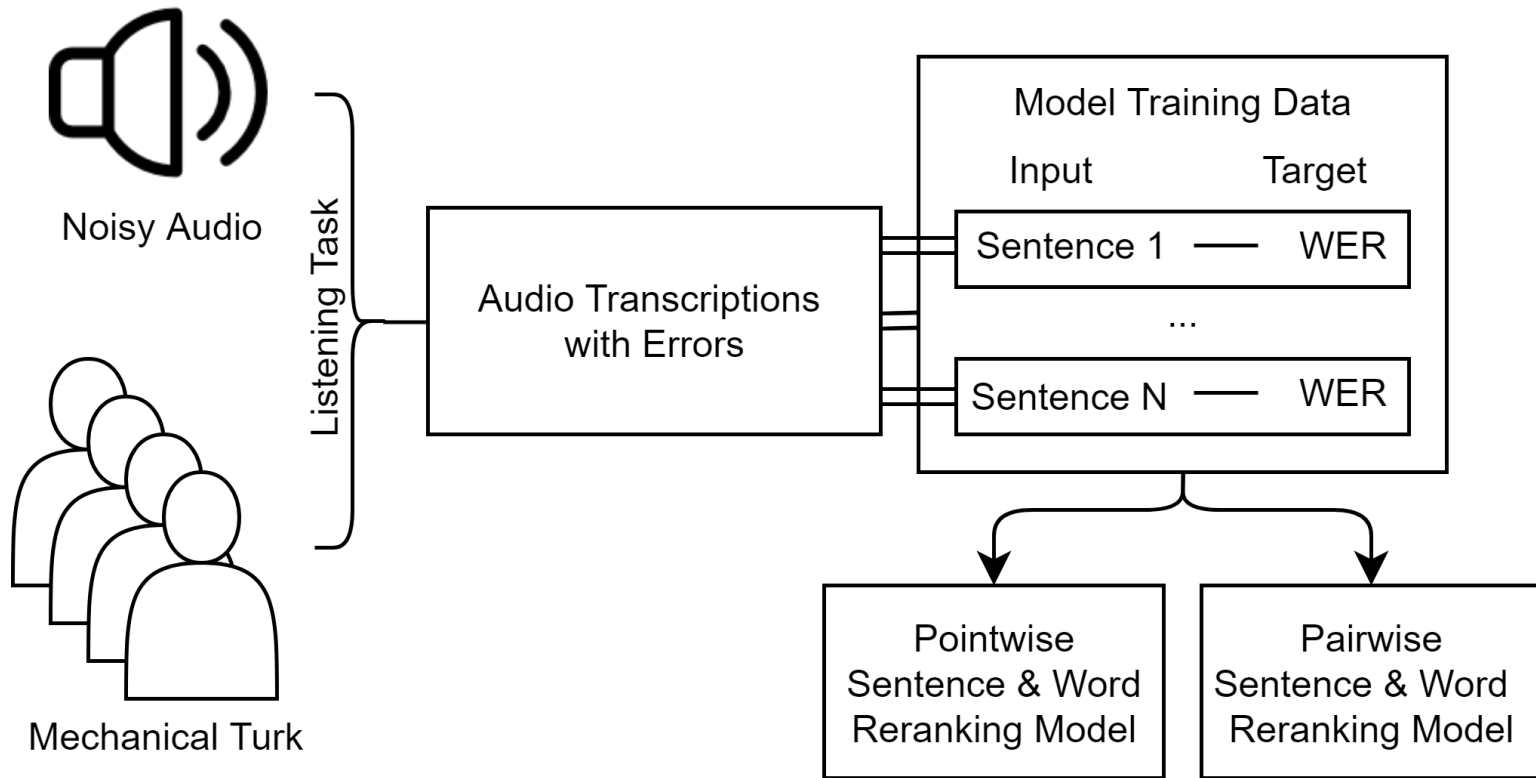 Noisy Audio
Mechanical Turk
Listening Task
Audio Transcriptions
with Errors
Model Training Data
Input Target
Sentence 1 WER
...
Sentence N WER
Pointwise
Sentence & Word
Reranking Model
Pairwise
Sentence & Word
Reranking Model